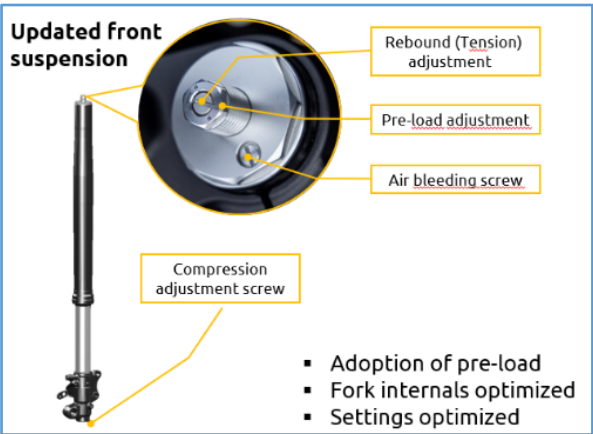 Updated front
suspension
Rebound (Tension)
adjustment
Pre-load adjustment
Air bleeding screw
Compression
adjustment screw
▪ Adoption of pre-load
▪ Fork internals optimized
▪ Settings optimized